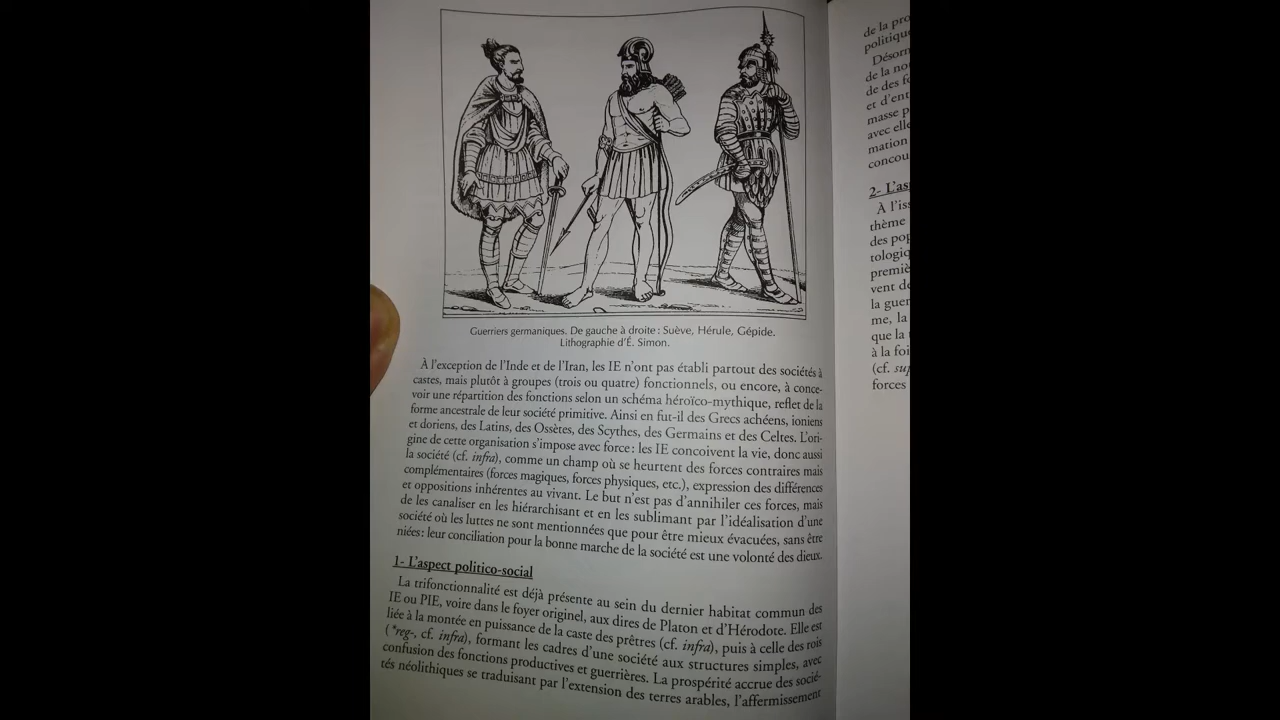 Guerriers germaniques. De gauche à droite : Suève, Hérule, Gépide.
Lithographie d'É. Simon.
À l'exception de l'Inde et de l'Iran, les IE n'ont pas établi partout des sociétés à
castes, mais plutôt à groupes (trois ou quatre) fonctionnels, ou encore, à conce-
voir une répartition des fonctions selon un schéma héroïco-mythique, reflet de la
forme ancestrale de leur société primitive. Ainsi en fut-il des Grecs achéens, ioniens
et doriens, des Latins, des Ossètes, des Scythes, des Germains et des Celtes. L'ori-
gine de cette organisation s'impose avec force : les IE concoivent la vie, donc aussi
la société (cf. infra), comme un champ où se heurtent des forces contraires mais
complémentaires (forces magiques, forces physiques, etc.), expression des différences
et oppositions inhérentes au vivant. Le but n'est pas d'annihiler ces forces, mais
de les canaliser en les hiérarchisant et en les sublimant par l'idéalisation d'une
société où les luttes ne sont mentionnées que pour être mieux évacuées, sans être
niées : leur conciliation pour la bonne marche de la société est une volonté des dieux.
1- L'aspect politico-social
La trifonctionnalité est déjà présente au sein du dernier habitat commun des
IE ou PIE, voire dans le foyer originel, aux dires de Platon et d'Hérodote. Elle est
liée à la montée en puissance de la caste des prêtres (cf. infra), puis à celle des rois
(*reg-, cf. infra), formant les cadres d'une société aux structures simples, avec
confusion des fonctions productives et guerrières. La prospérité accrue des socié-
tés néolithiques se traduisant par l'extension des terres arables, l'affermissement
de la pro
politique
Désorn
de la no
de des fo
et d'ent
masse p
avec elle
mation
concou
2- L'as
À l'iss
thème
des pop
tologiq
premiè
vent de
la guer
me, la
que la
à la foi
(cf. sup
forces